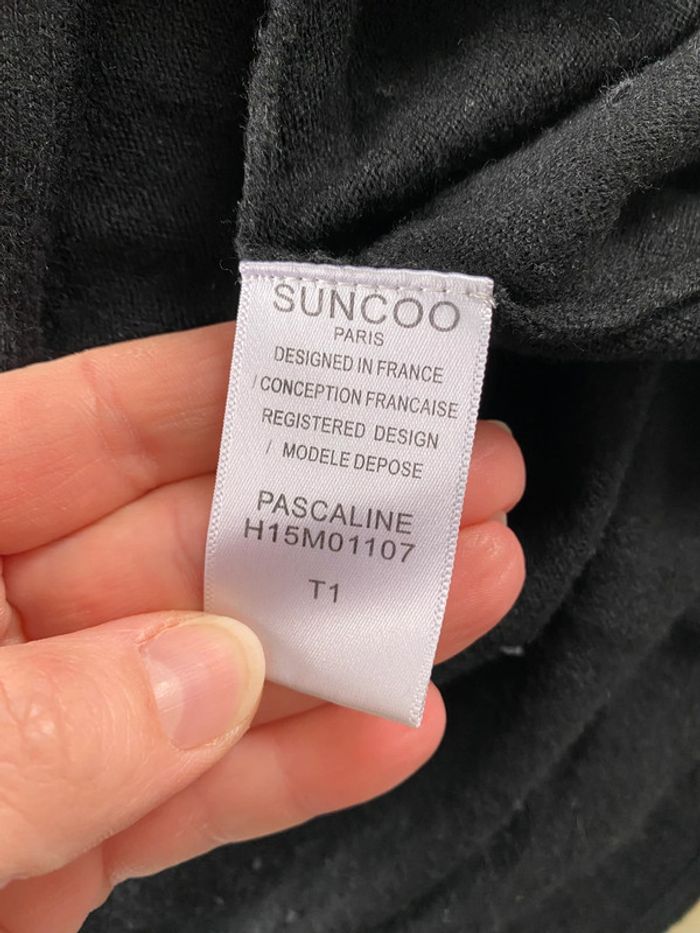 SUNCOO
PARIS
DESIGNED IN FRANCE
/ CONCEPTION FRANCAISE
REGISTERED DESIGN
/ MODELE DEPOSE
PASCALINE
H15M01107
T1